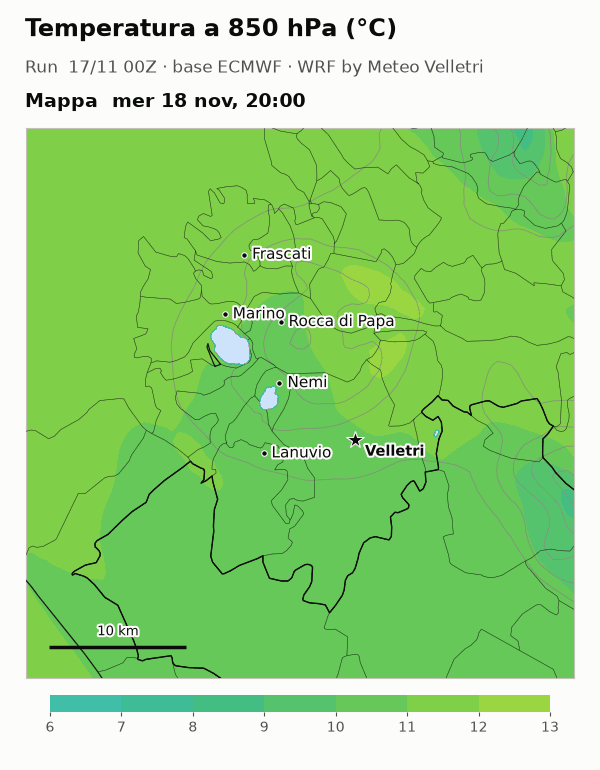 Temperatura a 850 hPa (°C)
Run  17/11 00Z · base ECMWF · WRF by Meteo Velletri
Mappa  mer 18 nov, 20:00
Frascati
Marino
Rocca di Papa
Nemi
Lanuvio
Velletri
10 km
6 7 8 9 10 11 12 13